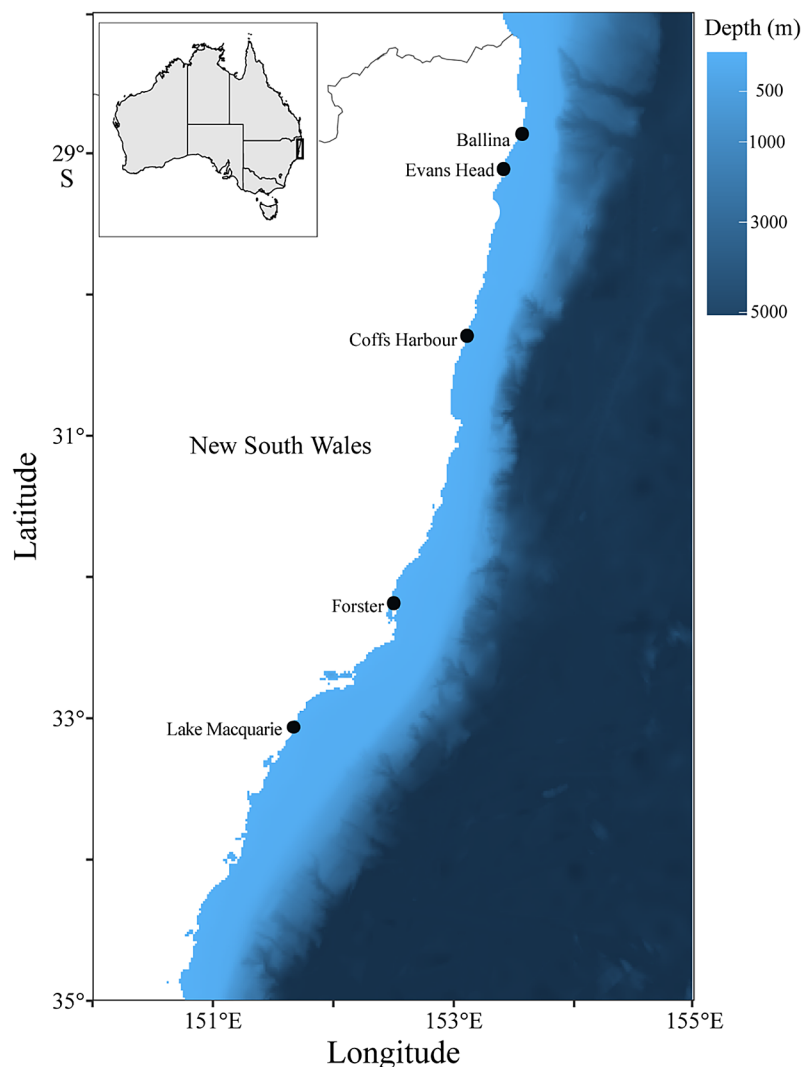 Depth (m)
500
1000
3000
5000
29°
S
Ballina
Evans Head
Coffs Harbour
31°
New South Wales
Latitude
Forster
33°
Lake Macquarie
35°
151°E
153°E
155°E
Longitude